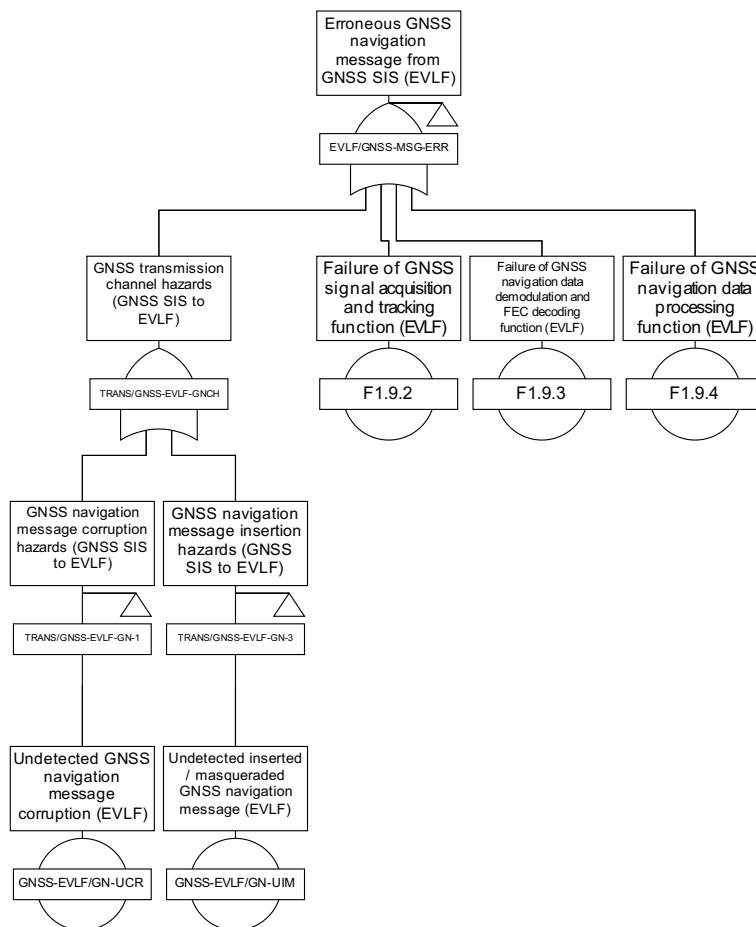 Erroneous GNSS
navigation
message from
GNSS SIS (EVLF)
EVLF/GNSS-MSG-ERR
GNSS transmission
channel hazards
(GNSS SIS to
EVLF)
TRANS/GNSS-EVLF-GNCH
Failure of GNSS
signal acquisition
and tracking
function (EVLF)
F1.9.2
Failure of GNSS
navigation data
demodulation and
FEC decoding
function (EVLF)
F1.9.3
Failure of GNSS
navigation data
processing
function (EVLF)
F1.9.4
GNSS navigation
message corruption
hazards (GNSS SIS
to EVLF)
TRANS/GNSS-EVLF-GN-1
GNSS navigation
message insertion
hazards (GNSS
SIS to EVLF)
TRANS/GNSS-EVLF-GN-3
Undetected GNSS
navigation
message
corruption (EVLF)
GNSS-EVLF/GN-UCR
Undetected inserted
/ masqueraded
GNSS navigation
message (EVLF)
GNSS-EVLF/GN-UIM